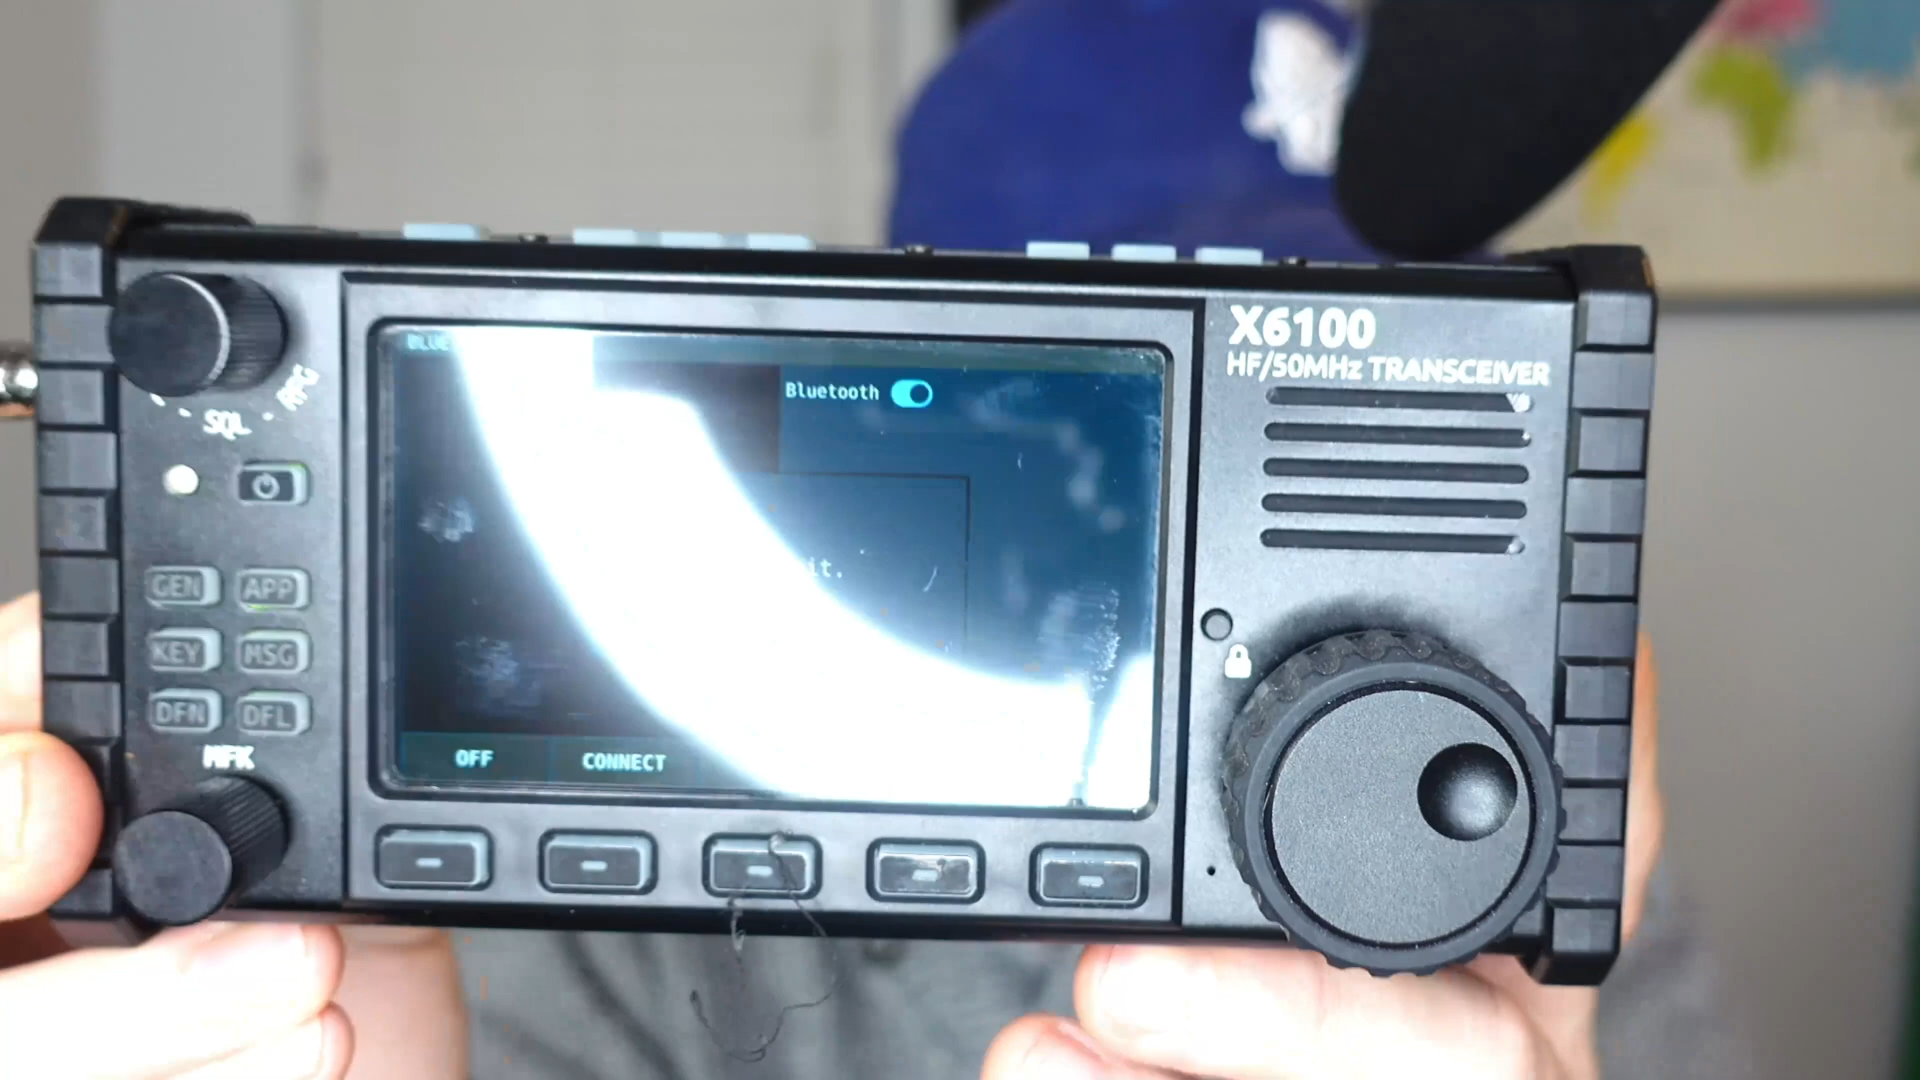 X6100
HF/50MHz TRANSCEIVER
Bluetooth
SQL
RFG
GEN
APP
KEY
MSG
DFN
DFL
MFK
OFF
CONNECT